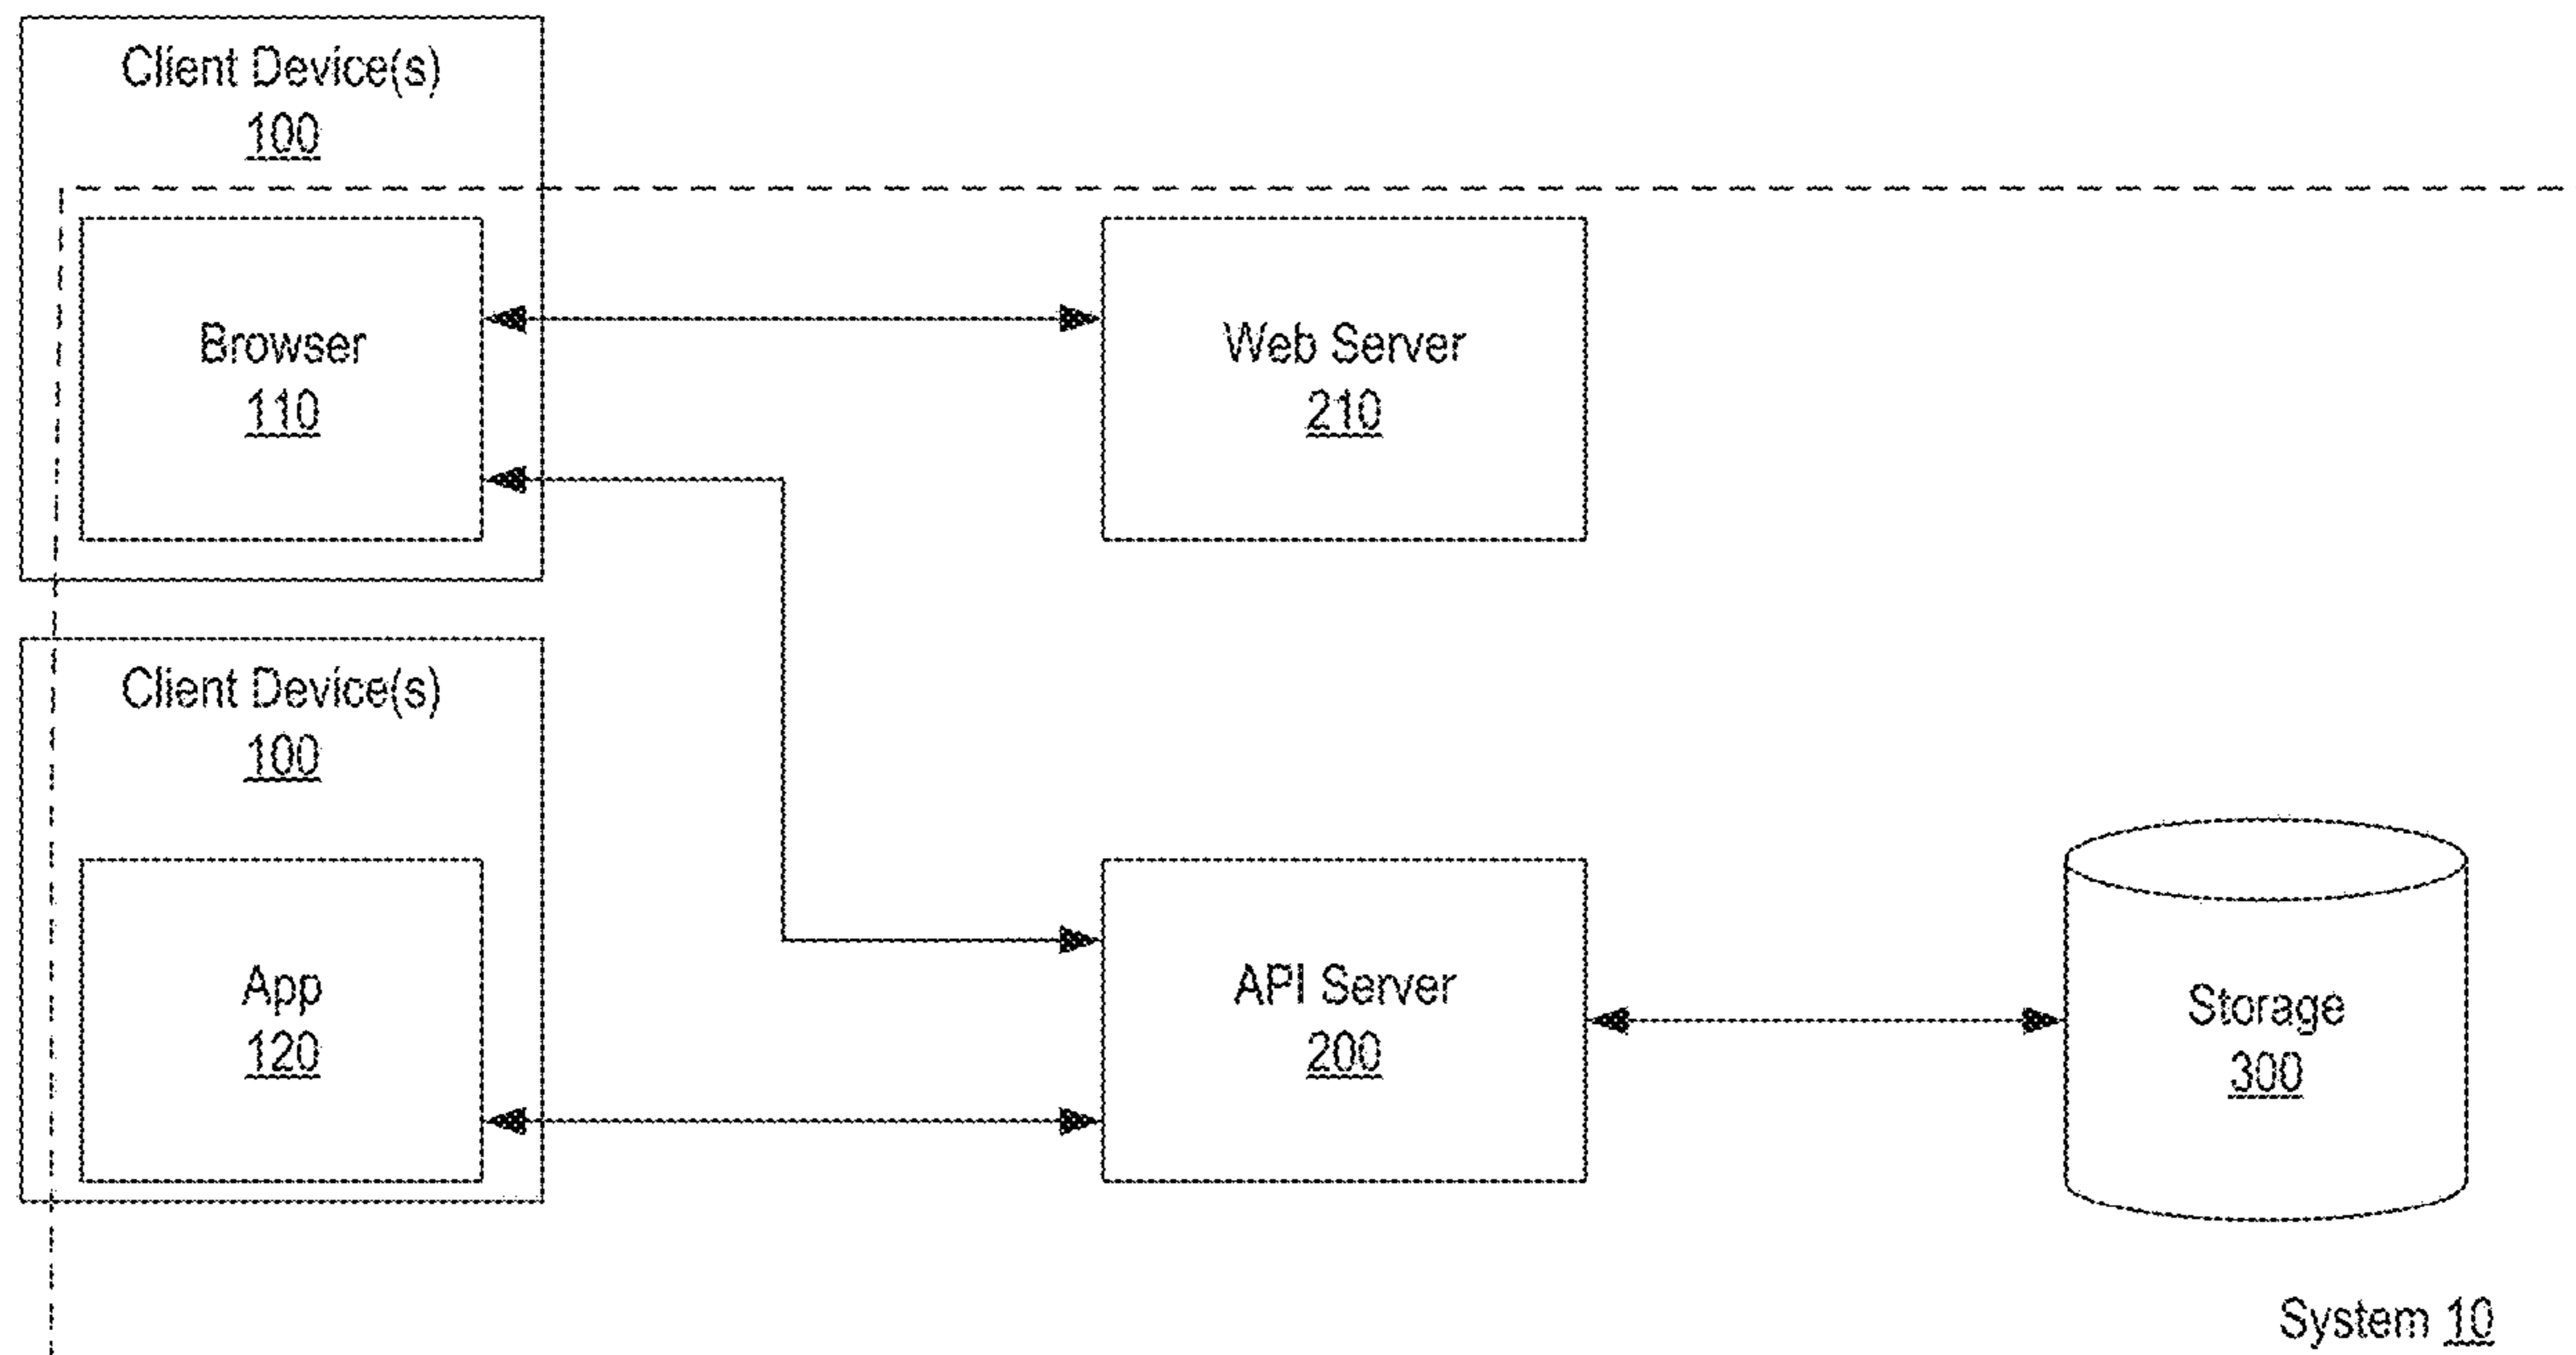 Client Device(s)
100
Browser
110
Web Server
210
Client Device(s)
100
App
120
API Server
200
Storage
300
System 10